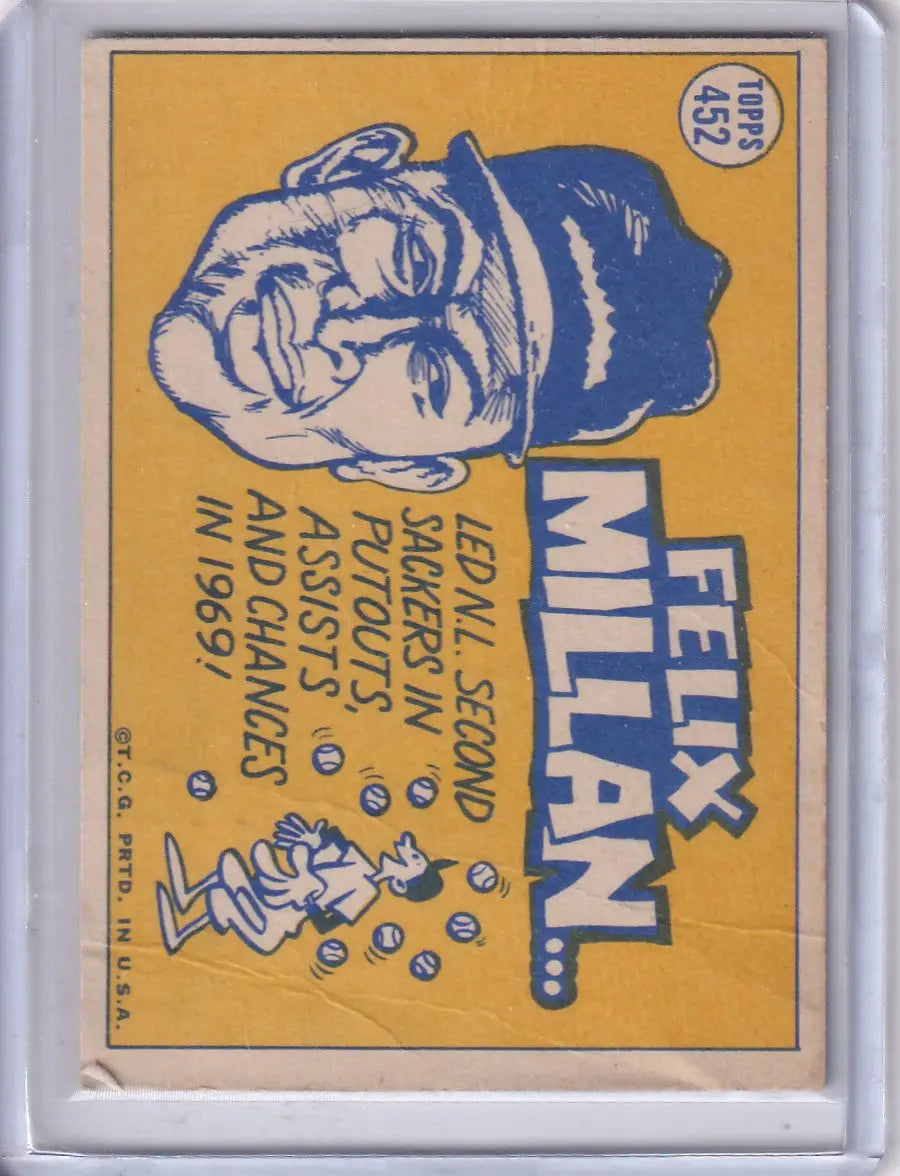 TOPPS
452
FELIX
MILLAN...
LED N.L. SECOND
SACKERS IN
PUTOUTS,
ASSISTS
AND CHANCES
IN 1969!
©T.C.G. PRTD. IN U.S.A.